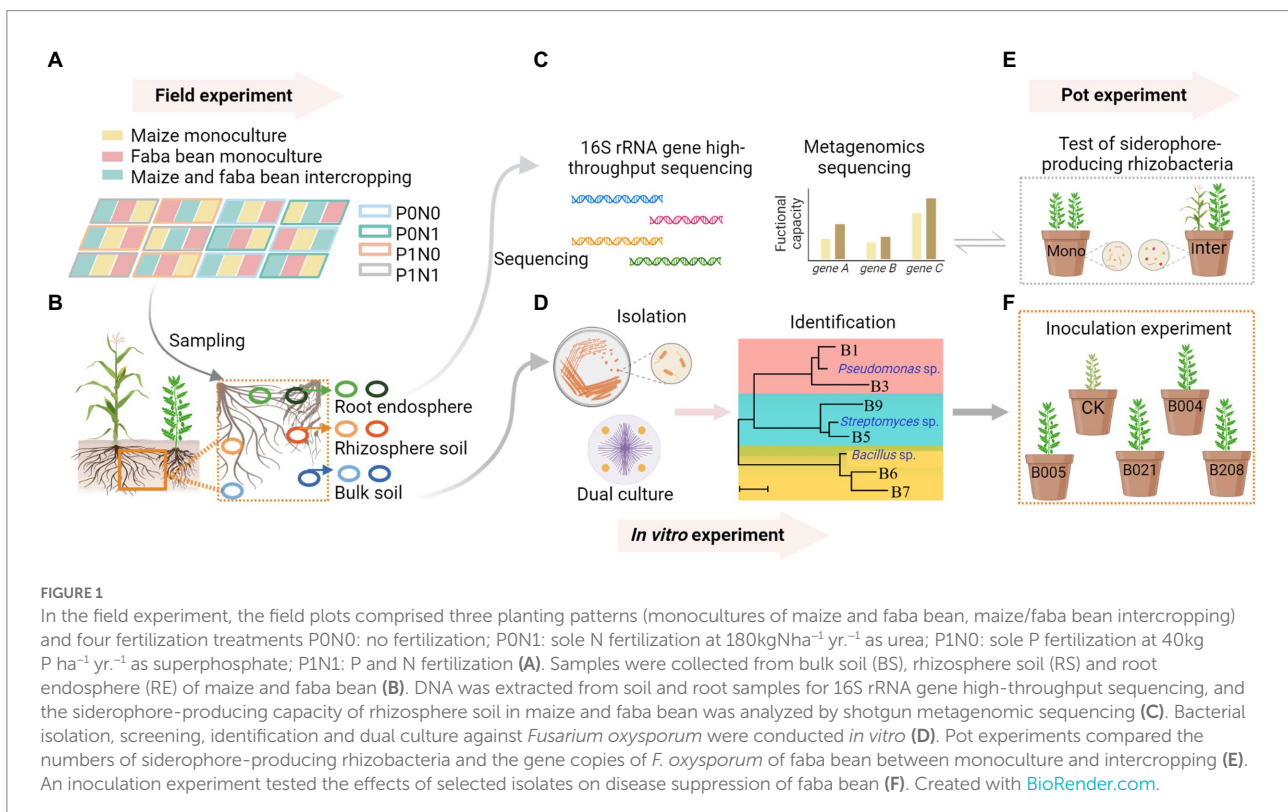 A
Field experiment
Maize monoculture
Faba bean monoculture
Maize and faba bean intercropping
P0N0
P0N1
P1N0
P1N1
B
Sampling
Root endosphere
Rhizosphere soil
Bulk soil
C
16S rRNA gene high-
throughput sequencing
Sequencing
Metagenomics
sequencing
Fuctional
capacity
gene A gene B gene C
D
Isolation
Dual culture
Identification
B1
Pseudomonas sp.
B3
B9
Streptomyces sp.
B5
Bacillus sp.
B6
B7
In vitro experiment
E
Pot experiment
Test of siderophore-
producing rhizobacteria
Mono
Inter
F
Inoculation experiment
CK
B004
B005
B021
B208
FIGURE 1
In the field experiment, the field plots comprised three planting patterns (monocultures of maize and faba bean, maize/faba bean intercropping)
and four fertilization treatments P0N0: no fertilization; P0N1: sole N fertilization at 180kgNha⁻¹ yr.⁻¹ as urea; P1N0: sole P fertilization at 40kg
P ha⁻¹ yr.⁻¹ as superphosphate; P1N1: P and N fertilization (A). Samples were collected from bulk soil (BS), rhizosphere soil (RS) and root
endosphere (RE) of maize and faba bean (B). DNA was extracted from soil and root samples for 16S rRNA gene high-throughput sequencing, and
the siderophore-producing capacity of rhizosphere soil in maize and faba bean was analyzed by shotgun metagenomic sequencing (C). Bacterial
isolation, screening, identification and dual culture against Fusarium oxysporum were conducted in vitro (D). Pot experiments compared the
numbers of siderophore-producing rhizobacteria and the gene copies of F. oxysporum of faba bean between monoculture and intercropping (E).
An inoculation experiment tested the effects of selected isolates on disease suppression of faba bean (F). Created with BioRender.com.